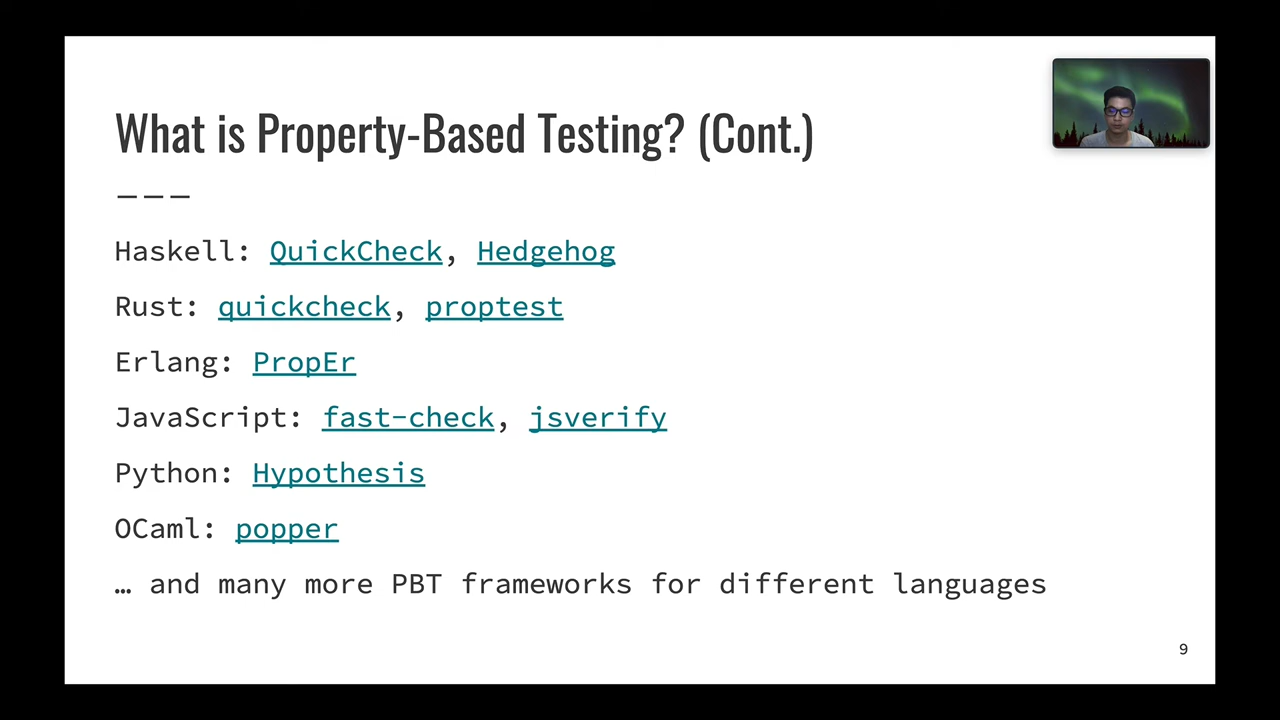 What is Property-Based Testing? (Cont.)
Haskell: QuickCheck, Hedgehog
Rust: quickcheck, proptest
Erlang: PropEr
JavaScript: fast-check, jsverify
Python: Hypothesis
OCaml: popper
… and many more PBT frameworks for different languages
9